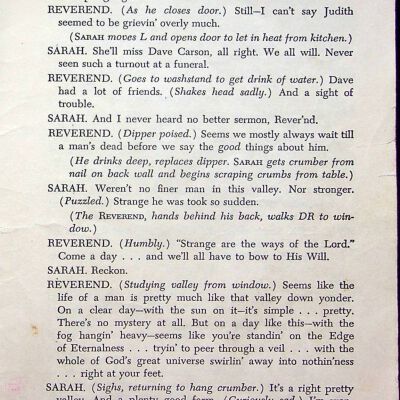 REVEREND. (As he closes door.) Still—I can't say Judith
seemed to be grievin' overly much.
(SARAH moves L and opens door to let in heat from kitchen.)
SARAH. She'll miss Dave Carson, all right. We all will. Never
seen such a turnout at a funeral.
REVEREND. (Goes to washstand to get drink of water.) Dave
had a lot of friends. (Shakes head sadly.) And a sight of
trouble.
SARAH. And I never heard no better sermon, Rever'nd.
REVEREND. (Dipper poised.) Seems we mostly always wait till
a man's dead before we say the good things about him.
(He drinks deep, replaces dipper. SARAH gets crumber from
nail on back wall and begins scraping crumbs from table.)
SARAH. Weren't no finer man in this valley. Nor stronger.
(Puzzled.) Strange he was took so sudden.
(The REVEREND, hands behind his back, walks DR to win-
dow.)
REVEREND. (Humbly.) "Strange are the ways of the Lord."
Come a day . . . and we'll all have to bow to His Will.
SARAH. Reckon.
REVEREND. (Studying valley from window.) Seems like the
life of a man is pretty much like that valley down yonder.
On a clear day—with the sun on it—it's simple . . . pretty.
There's no mystery at all. But on a day like this—with the
fog hangin' heavy—seems like you're standin' on the Edge
of Eternalness . . . tryin' to peer through a veil . . . with the
whole of God's great universe swirlin' away into nothin'ness
. . . right at your feet.
SARAH. (Sighs, returning to hang crumber.) It's a right pretty
valley. And a plenty good farm. (Curiously sad.) I'm